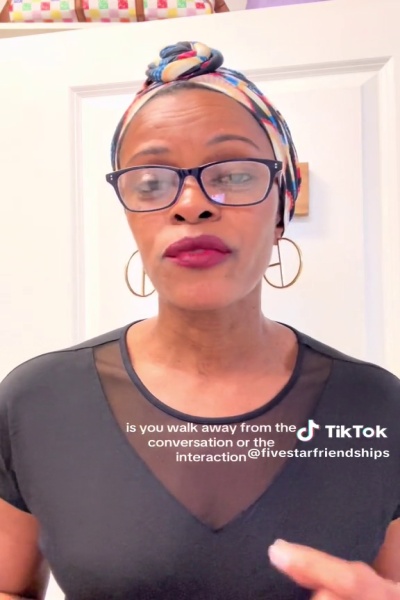 is you walk away from the
conversation or the
interaction
TikTok
@fivestarfriendships